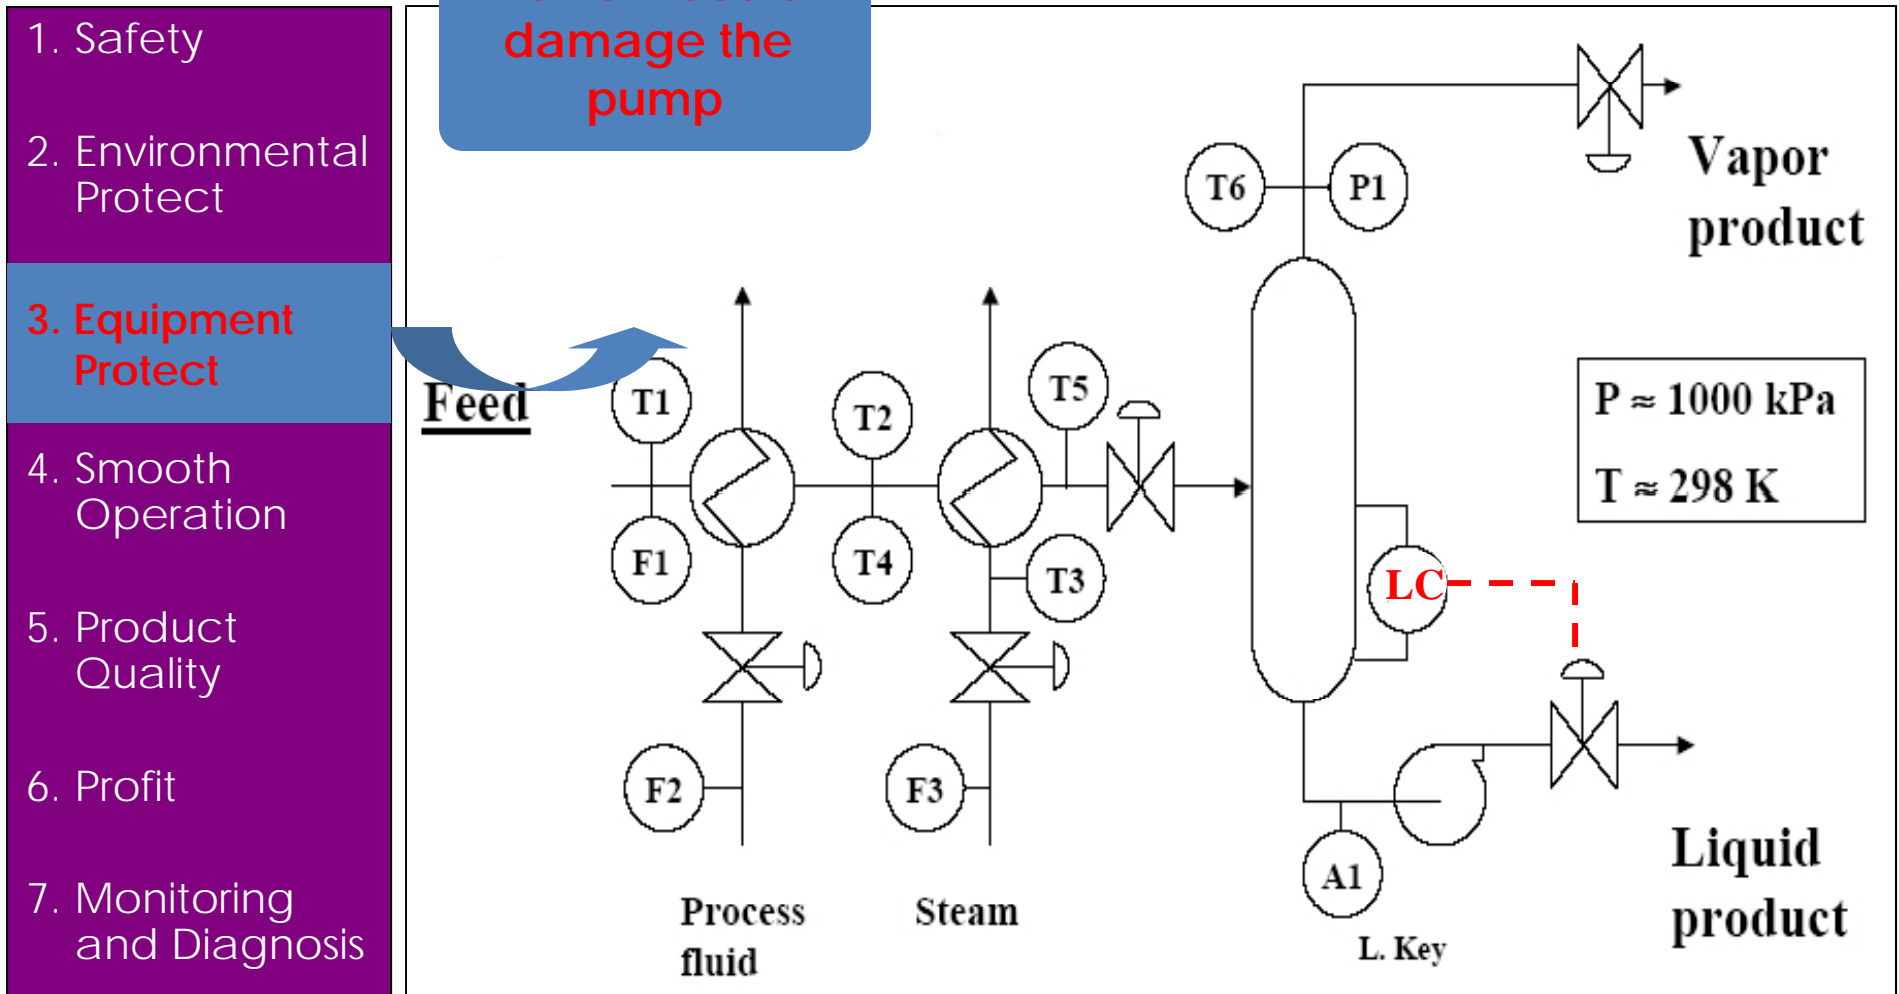 1. Safety
2. Environmental
Protect
3. Equipment
Protect
4. Smooth
Operation
5. Product
Quality
6. Profit
7. Monitoring
and Diagnosis
damage the
pump
Vapor
product
T6
P1
Feed
T1
T2
T5
P ≈ 1000 kPa
T ≈ 298 K
F1
T4
T3
LC
F2
F3
A1
Liquid
product
Process
fluid
Steam
L. Key